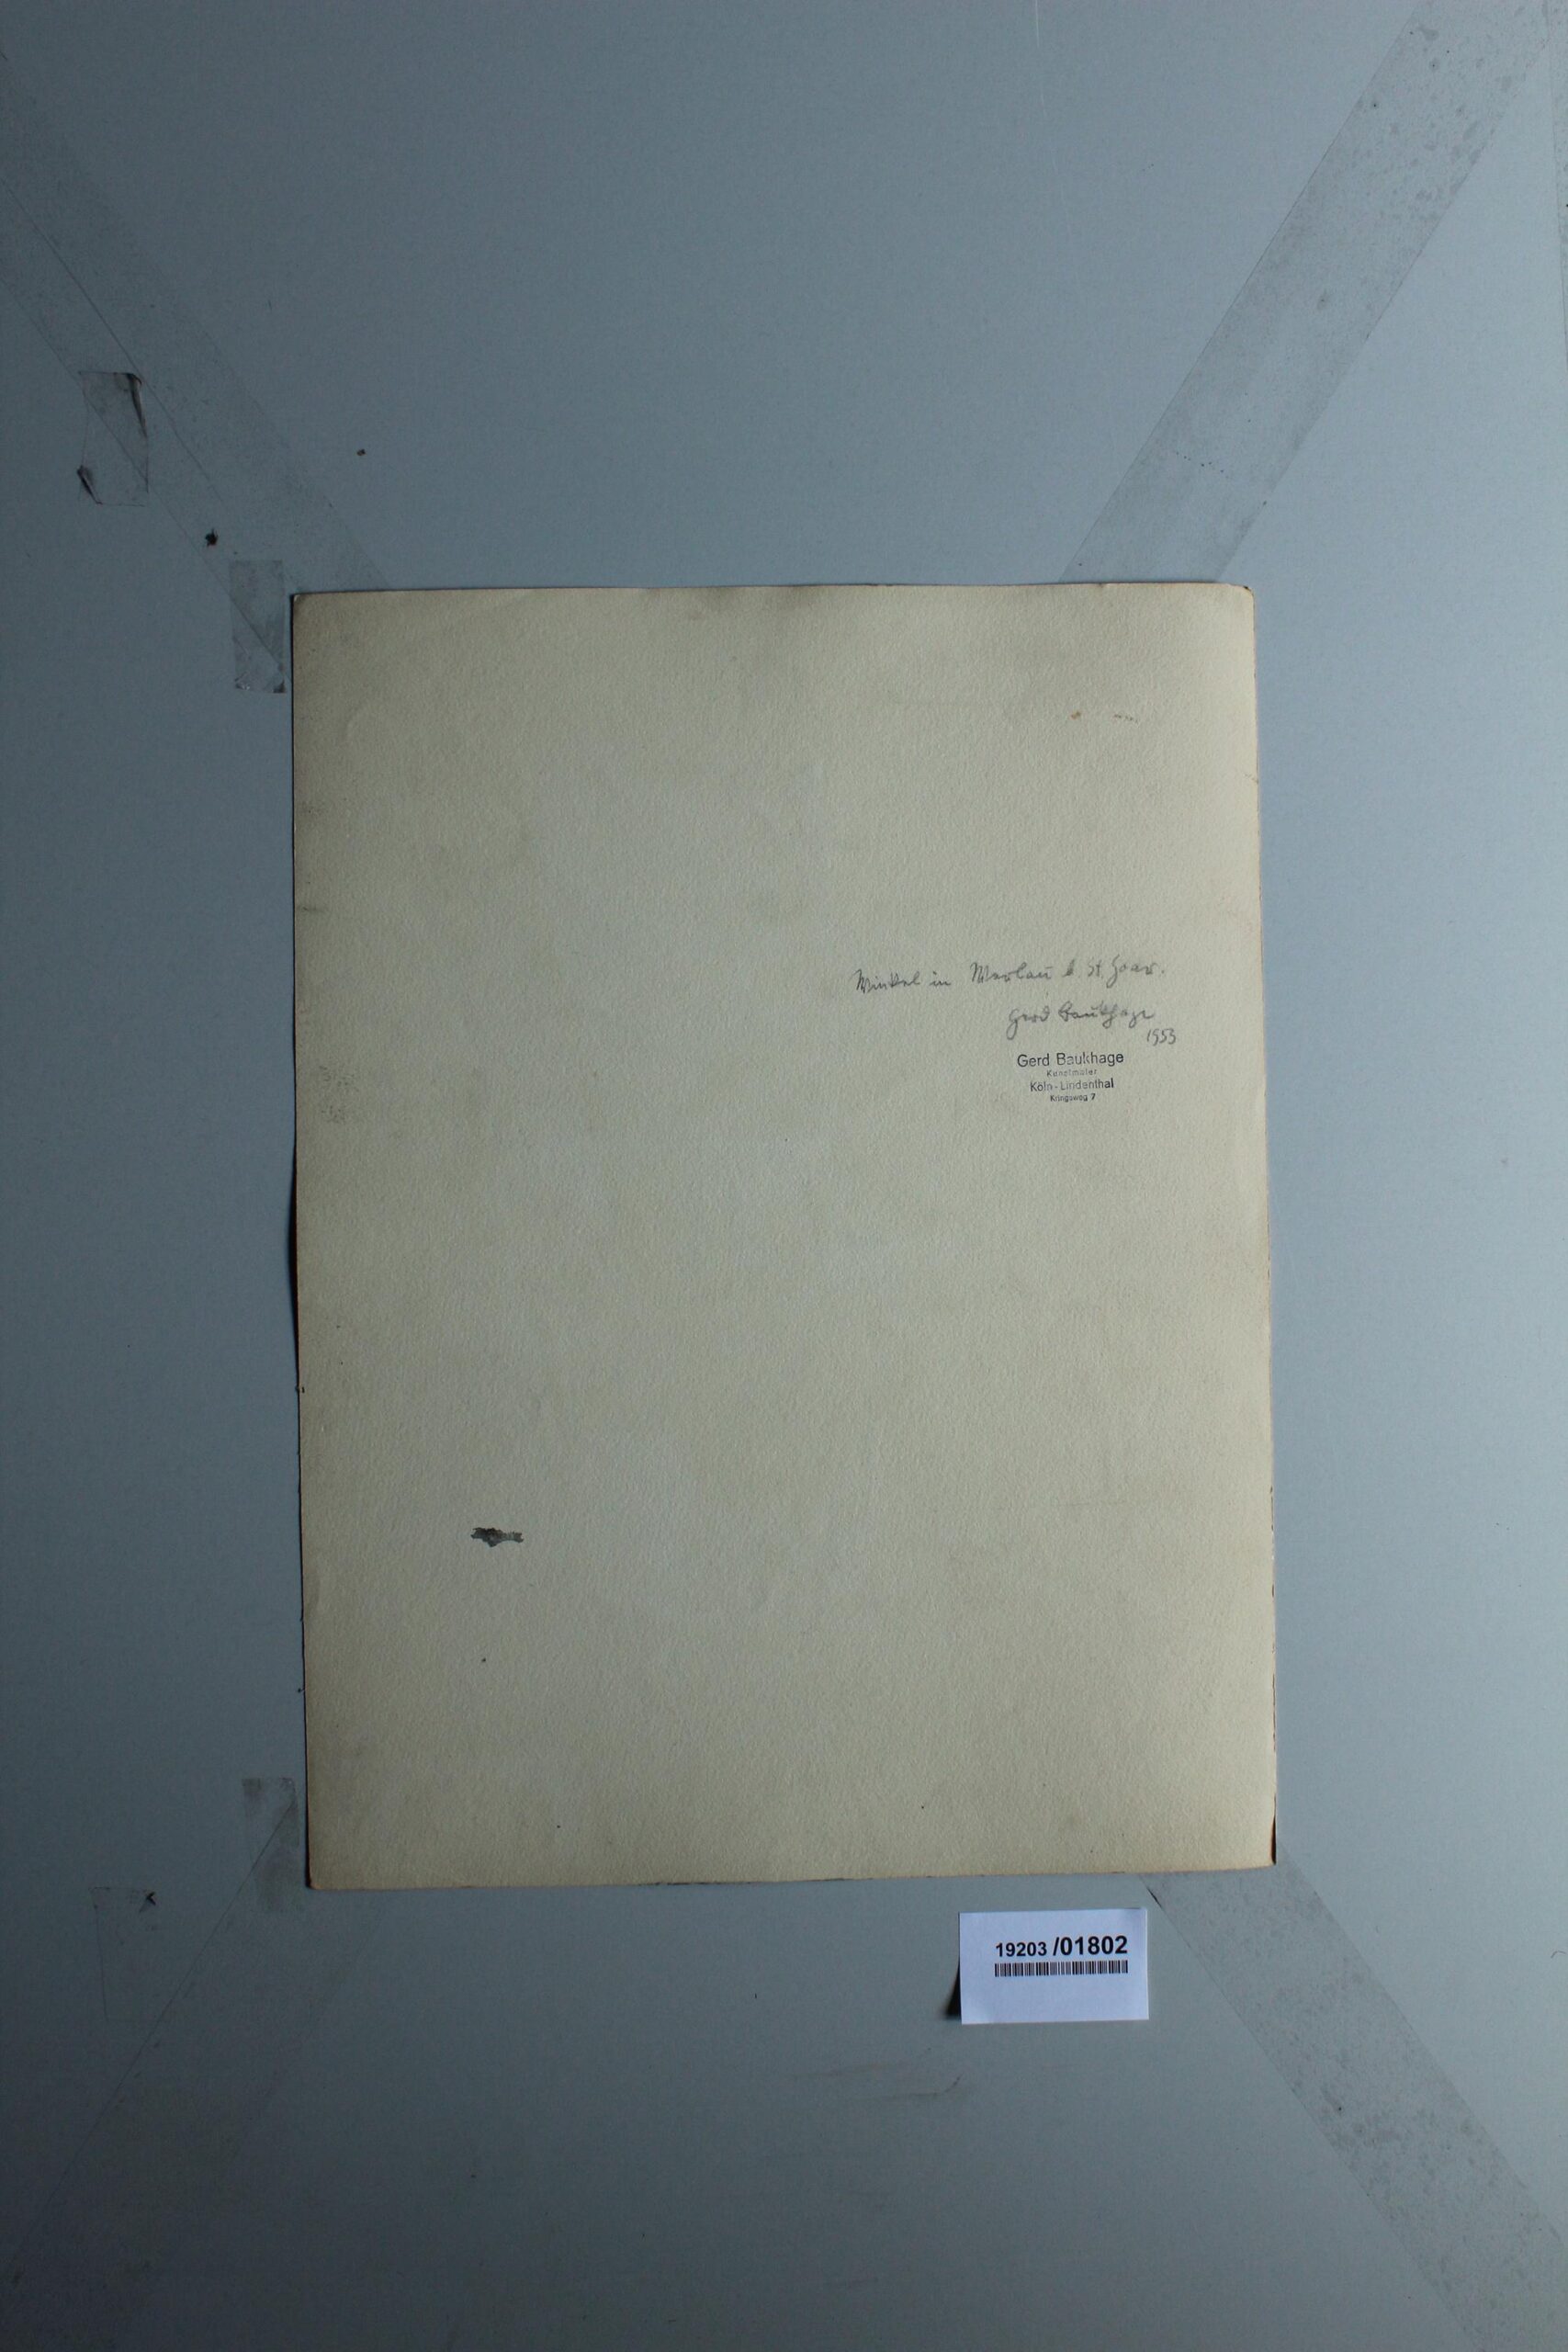 Winkel in Werlau b. St. Goar.
Gerd Baukhage
1953
Gerd Baukhage
Kunstmaler
Köln-Lindenthal
Kringsweg 7
19203/01802